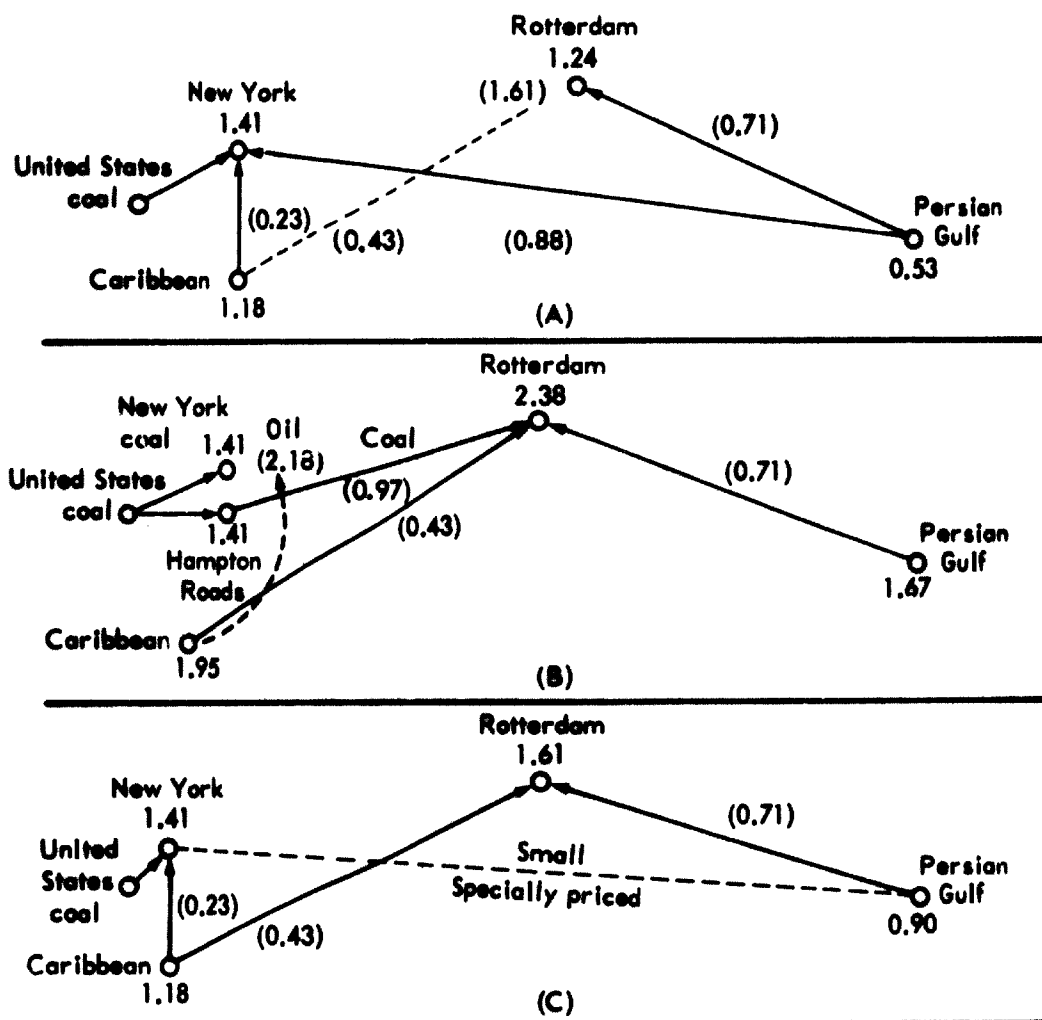 Rotterdam
1.24
(1.61)
New York
1.41
(0.71)
United States
coal
(0.23)
(0.43)
(0.88)
Persian
Gulf
0.53
Caribbean
1.18
(A)
Rotterdam
2.38
New York
coal
1.41
Oil
(2.18)
Coal
United States
coal
(0.97)
(0.71)
1.41
(0.43)
Hampton
Roads
Persian
Gulf
1.67
Caribbean
1.95
(B)
Rotterdam
1.61
New York
1.41
(0.71)
United
States
coal
Small
Specially priced
Persian
Gulf
0.90
(0.23)
(0.43)
Caribbean
1.18
(C)